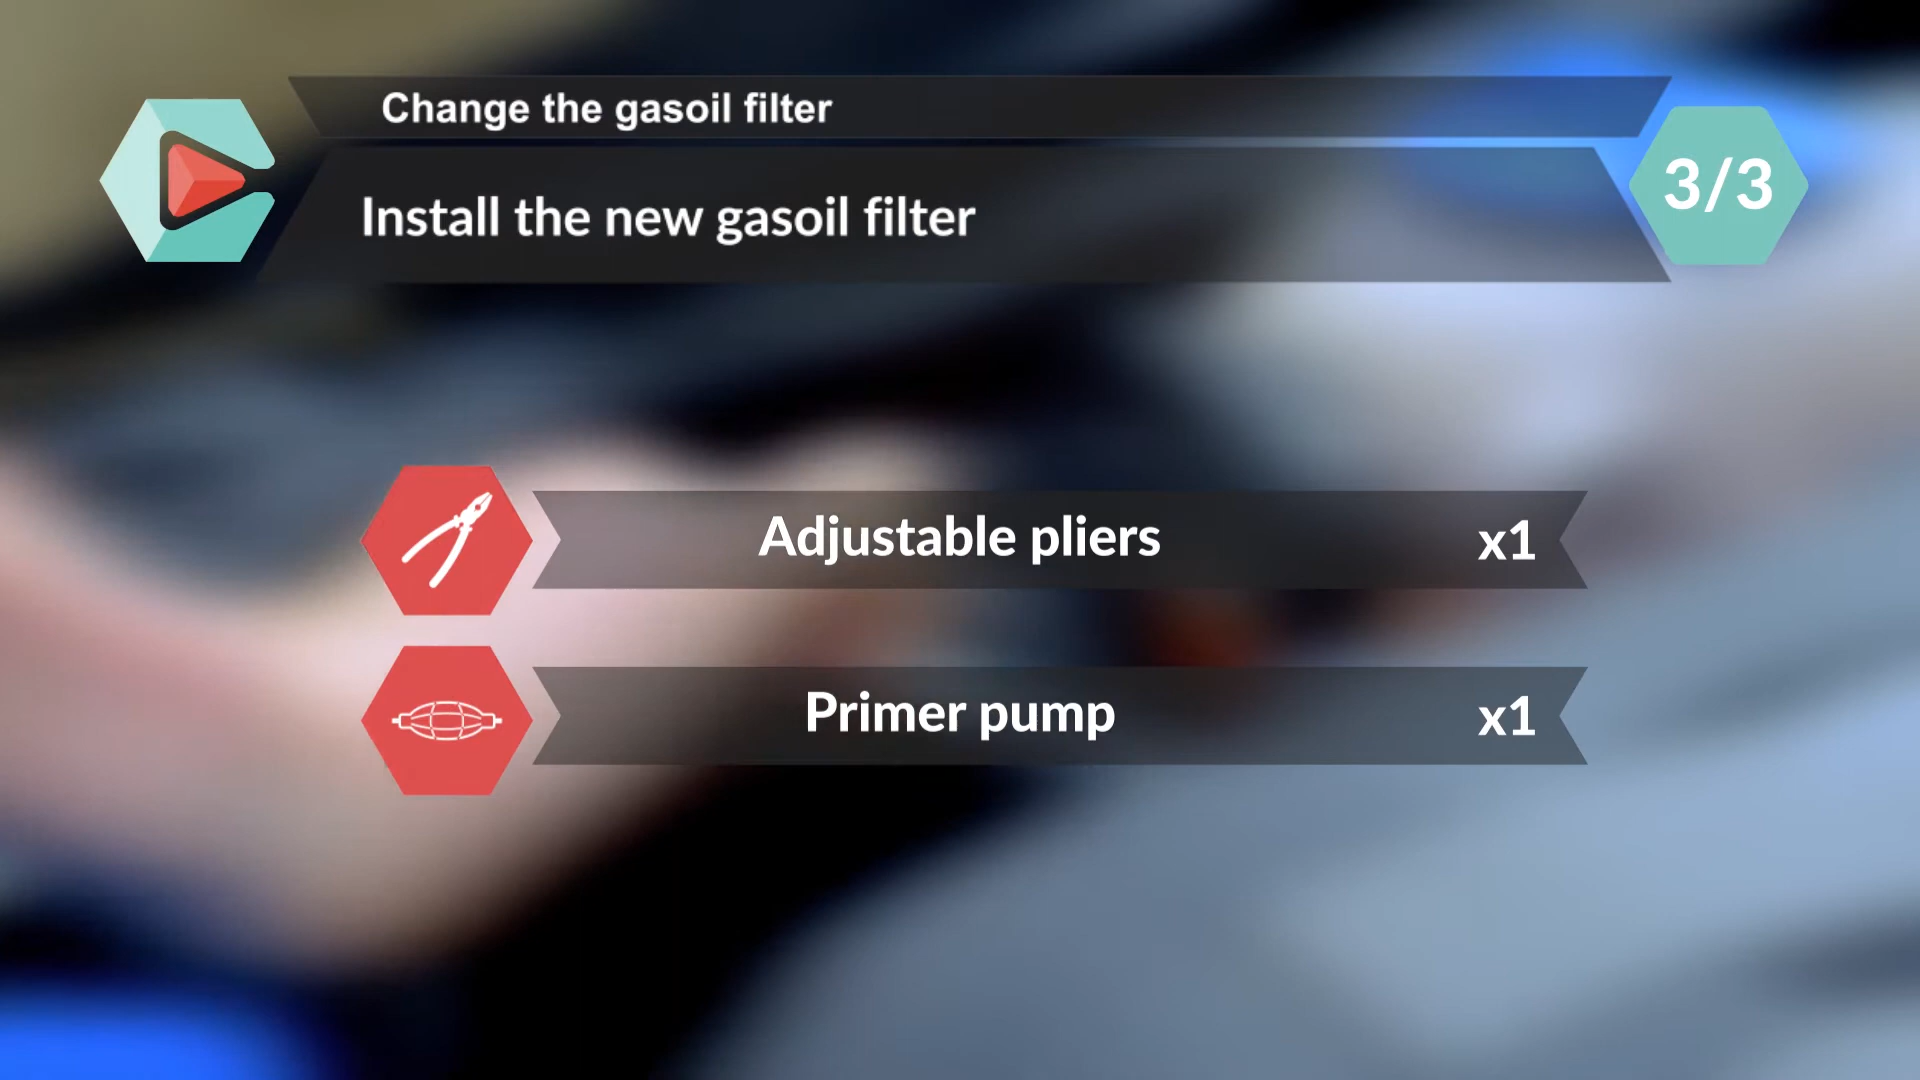 Change the gasoil filter
Install the new gasoil filter
3/3
Adjustable pliers x1
Primer pump x1